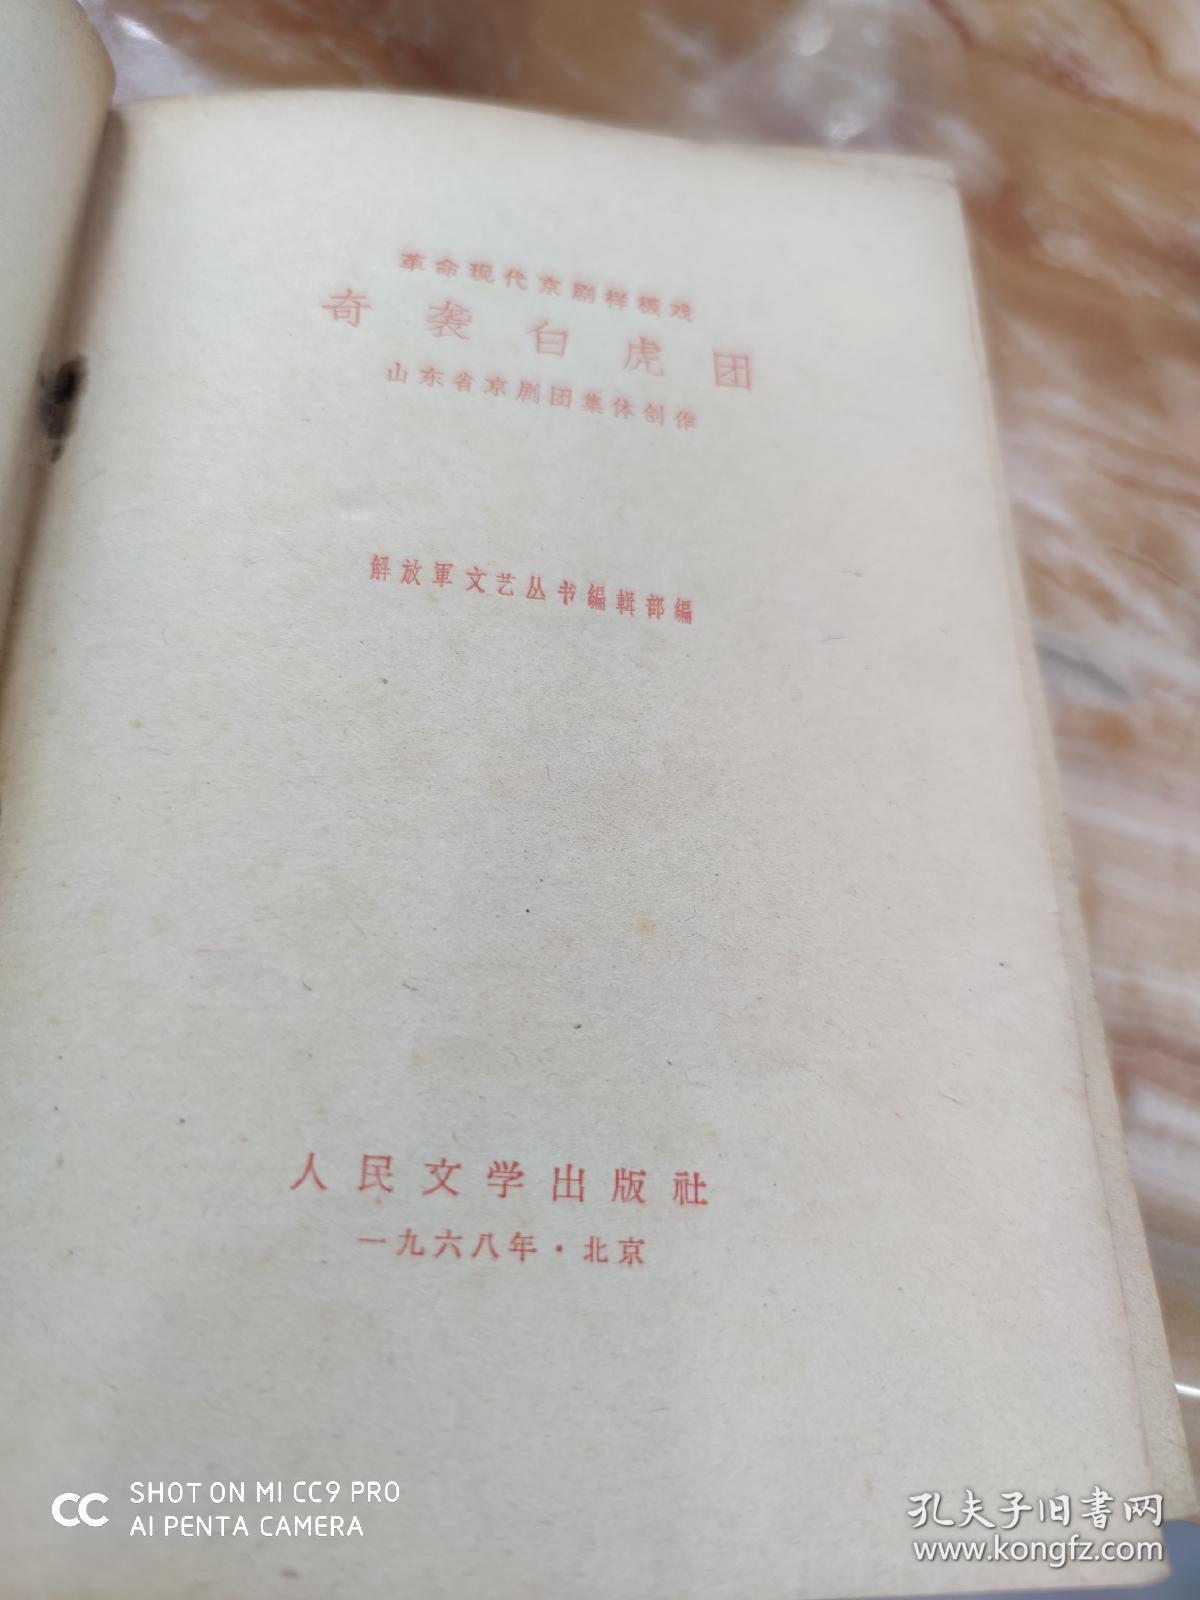 革命现代京剧样板戏
奇袭白虎团
山东省京剧团集体创作
解放軍文艺丛书編輯部編
人民文学出版社
一九六八年·北京
CC SHOT ON MI CC9 PRO
AI PENTA CAMERA
孔夫子旧书网
www.kongfz.com